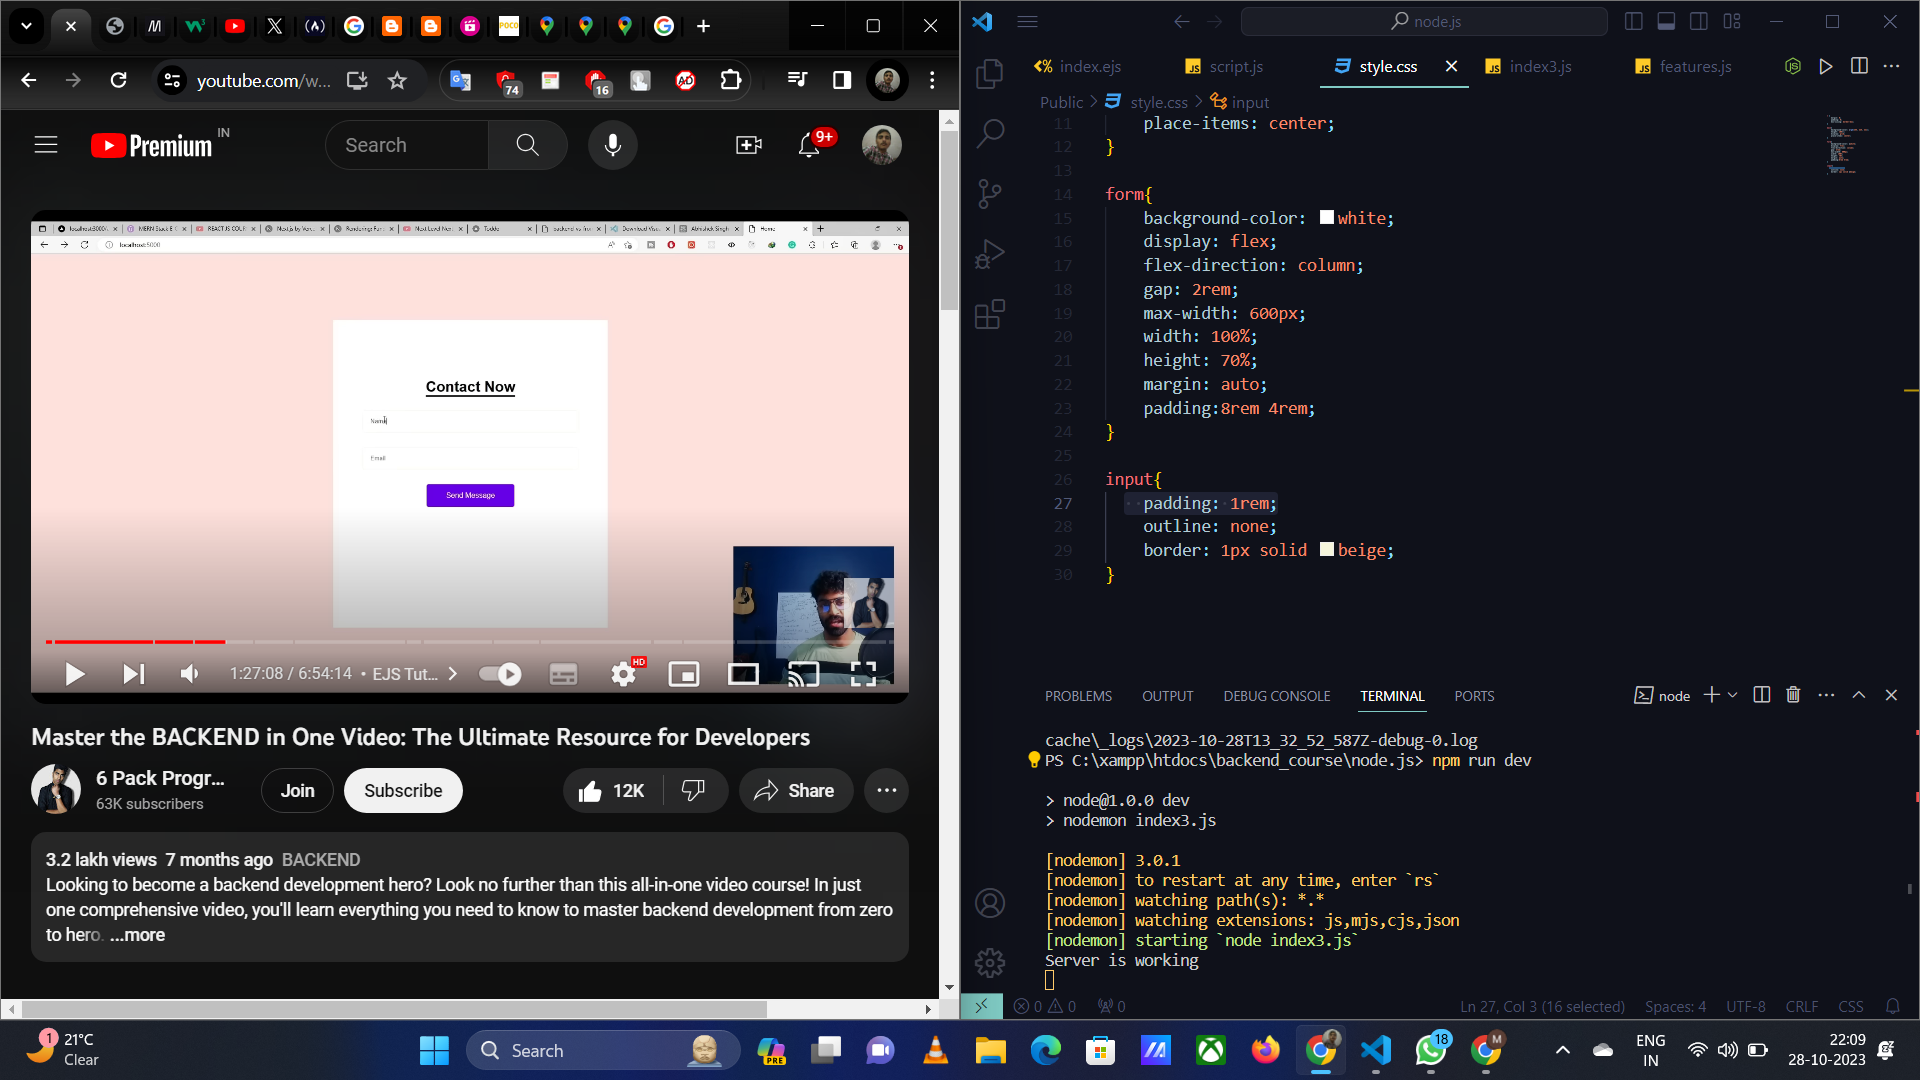 youtube.com/w...
74
16
Premium
IN
Search
9+
localhost:5000
Contact Now
Name
Email
Send Message
1:27:08 / 6:54:14 • EJS Tut...
HD
Master the BACKEND in One Video: The Ultimate Resource for Developers
6 Pack Progr...
63K subscribers
Join
Subscribe
12K
Share
3.2 lakh views 7 months ago BACKEND
Looking to become a backend development hero? Look no further than this all-in-one video course! In just
one comprehensive video, you'll learn everything you need to know to master backend development from zero
to hero. ...more
node.js
index.ejs
script.js
style.css
index3.js
features.js
Public > style.css > input
11 place-items: center;
12 }
13
14 form{
15 background-color: white;
16 display: flex;
17 flex-direction: column;
18 gap: 2rem;
19 max-width: 600px;
20 width: 100%;
21 height: 70%;
22 margin: auto;
23 padding:8rem 4rem;
24 }
25
26 input{
27 padding: 1rem;
28 outline: none;
29 border: 1px solid beige;
30 }
PROBLEMS OUTPUT DEBUG CONSOLE TERMINAL PORTS
node
cache\_logs\2023-10-28T13_32_52_587Z-debug-0.log
PS C:\xampp\htdocs\backend_course\node.js> npm run dev
> node@1.0.0 dev
> nodemon index3.js
[nodemon] 3.0.1
[nodemon] to restart at any time, enter `rs`
[nodemon] watching path(s): *.*
[nodemon] watching extensions: js,mjs,cjs,json
[nodemon] starting `node index3.js`
Server is working
0 0 0
Ln 27, Col 3 (16 selected) Spaces: 4 UTF-8 CRLF CSS
1
21°C
Clear
Search
PRE
18
M
ENG
IN
22:09
28-10-2023